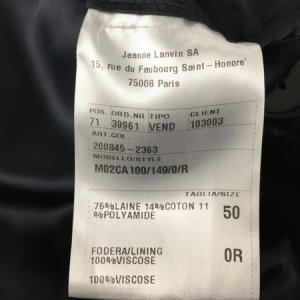 Jeanne Lanvin SA
15, rue du Faubourg Saint-Honore'
75008 Paris
POS. ORD.NR TIPO CLIENT
71 39961 VEND 103003
ART.COL.
200845-2363
MODELLO/STYLE
M02CA100/149/0/R
TAGLIA/SIZE
75%LAINE 14%COTON 11
%POLYAMIDE
50
FODERA/LINING
100%VISCOSE
0R
100%VISCOSE